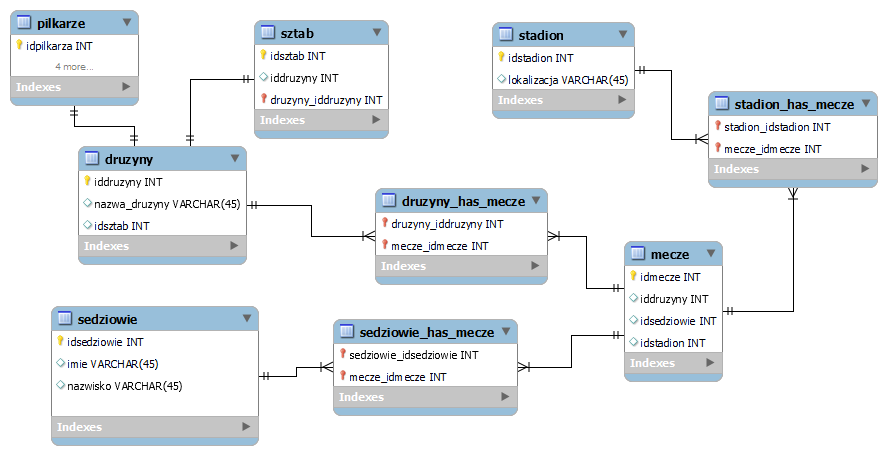 pilkarze
idpilkarza INT
4 more...
Indexes
sztab
idsztab INT
iddruzyny INT
druzyny_iddruzyny INT
Indexes
stadion
idstadion INT
lokalizacja VARCHAR(45)
Indexes
stadion_has_mecze
stadion_idstadion INT
mecze_idmecze INT
Indexes
druzyny
iddruzyny INT
nazwa_druzyny VARCHAR(45)
idsztab INT
Indexes
druzyny_has_mecze
druzyny_iddruzyny INT
mecze_idmecze INT
Indexes
mecze
idmecze INT
iddruzyny INT
idsedziowie INT
idstadion INT
Indexes
sedziowie
idsedziowie INT
imie VARCHAR(45)
nazwisko VARCHAR(45)
Indexes
sedziowie_has_mecze
sedziowie_idsedziowie INT
mecze_idmecze INT
Indexes